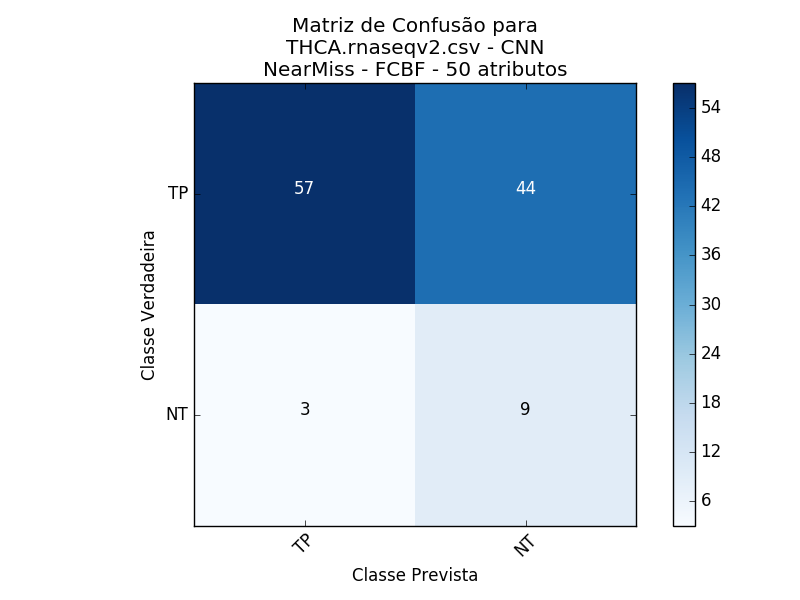 Matriz de Confusão para
THCA.rnaseqv2.csv - CNN
NearMiss - FCBF - 50 atributos
Classe Verdadeira
TP
57
44
NT
3
9
TP
NT
Classe Prevista
54
48
42
36
30
24
18
12
6